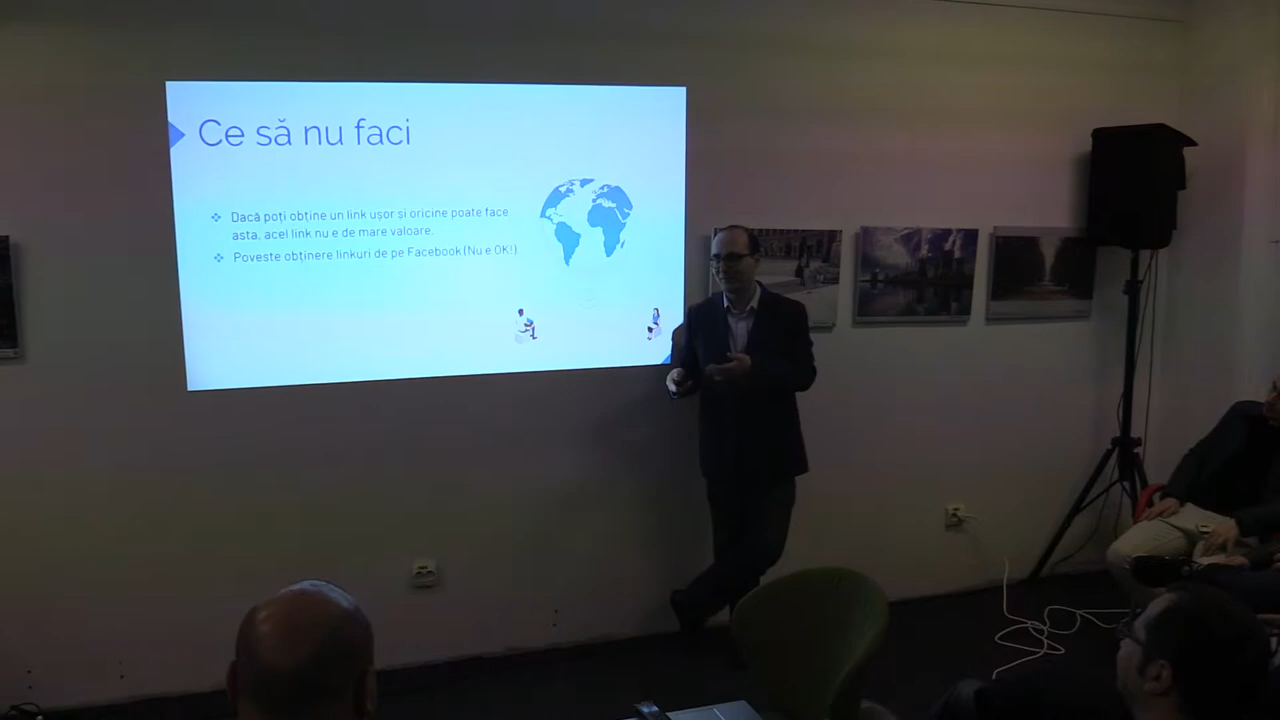 Ce să nu faci
❖ Dacă poți obține un link ușor și oricine poate face
asta, acel link nu e de mare valoare.
❖ Poveste obținere linkuri de pe Facebook (Nu e OK!)